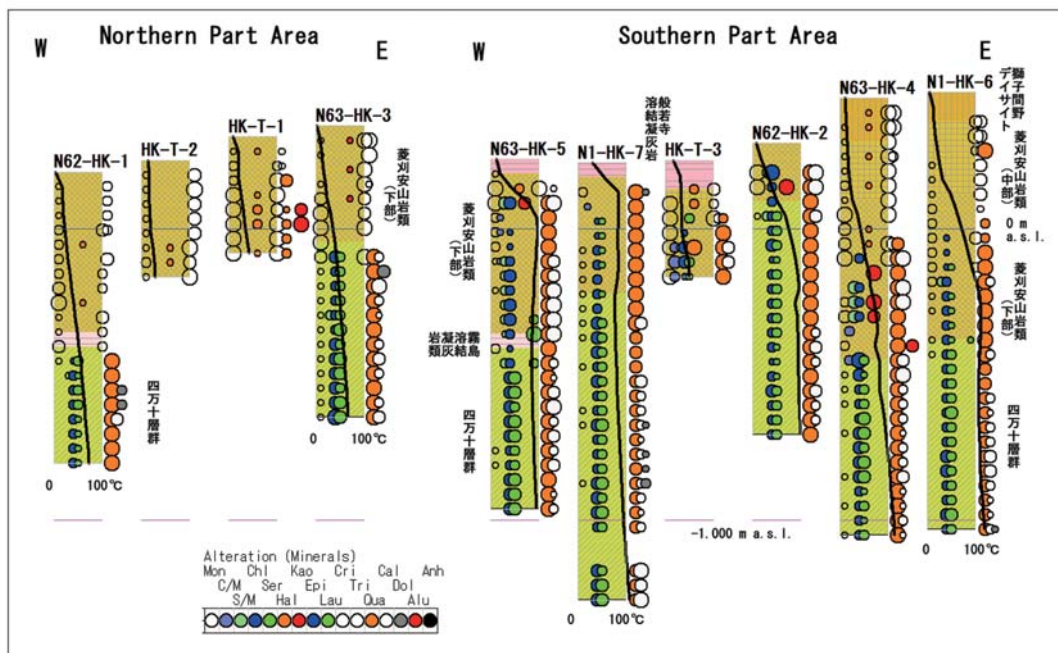 Northern Part Area
Southern Part Area
W
E
W
E
N62-HK-1
HK-T-2
HK-T-1
N63-HK-3
N63-HK-5
N1-HK-7
HK-T-3
N62-HK-2
N63-HK-4
N1-HK-6
菱刈安山岩類
(下部)
四万十層群
般若寺
溶結凝灰岩
菱刈安山岩類
(下部)
霧島
溶結
凝灰
岩類
四万十層群
獅子間野
デイサイト
菱刈安山岩類
(中部)
0 m
a.s.l.
菱刈安山岩類
(下部)
四万十層群
0 100℃
0 100℃
0 100℃
0 100℃
-1.000 m a.s.l.
Alteration (Minerals)
Mon Chl Kao Cri Cal Anh
C/M Ser Epi Tri Dol
S/M Hal Lau Qua Alu